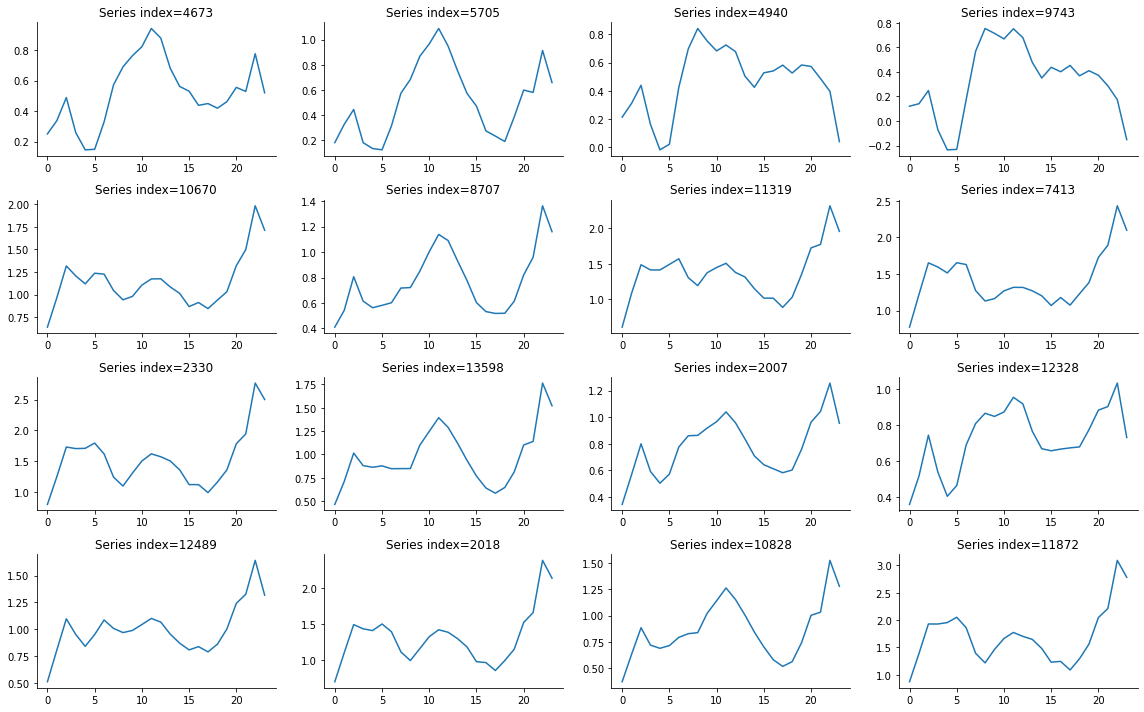 Series index=4673 Series index=5705 Series index=4940 Series index=9743
0.8 0.6 0.4 0.2
0 5 10 15 20
1.0 0.8 0.6 0.4 0.2
0 5 10 15 20
0.8 0.6 0.4 0.2 0.0
0 5 10 15 20
0.8 0.6 0.4 0.2 0.0 −0.2
0 5 10 15 20
Series index=10670 Series index=8707 Series index=11319 Series index=7413
2.00 1.75 1.50 1.25 1.00 0.75
0 5 10 15 20
1.4 1.2 1.0 0.8 0.6 0.4
0 5 10 15 20
2.0 1.5 1.0
0 5 10 15 20
2.5 2.0 1.5 1.0
0 5 10 15 20
Series index=2330 Series index=13598 Series index=2007 Series index=12328
2.5 2.0 1.5 1.0
0 5 10 15 20
1.75 1.50 1.25 1.00 0.75 0.50
0 5 10 15 20
1.2 1.0 0.8 0.6 0.4
0 5 10 15 20
1.0 0.8 0.6 0.4
0 5 10 15 20
Series index=12489 Series index=2018 Series index=10828 Series index=11872
1.50 1.25 1.00 0.75 0.50
0 5 10 15 20
2.0 1.5 1.0
0 5 10 15 20
1.50 1.25 1.00 0.75 0.50
0 5 10 15 20
3.0 2.5 2.0 1.5 1.0
0 5 10 15 20